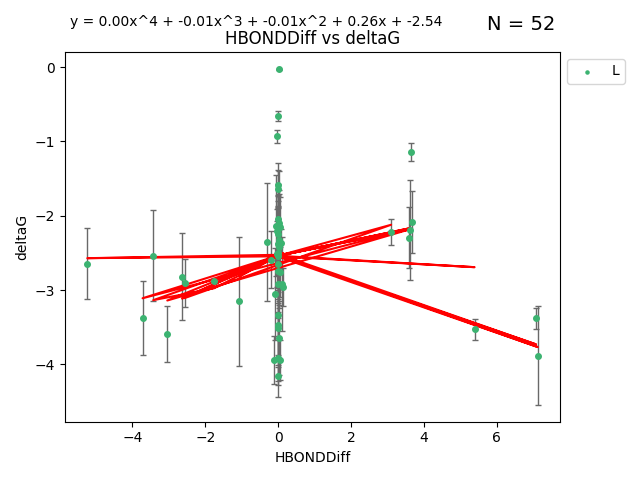 y = 0.00x^4 + -0.01x^3 + -0.01x^2 + 0.26x + -2.54
N = 52
HBONDDiff vs deltaG
L
deltaG
0
−1
−2
−3
−4
−4
−2
0
2
4
6
HBONDDiff